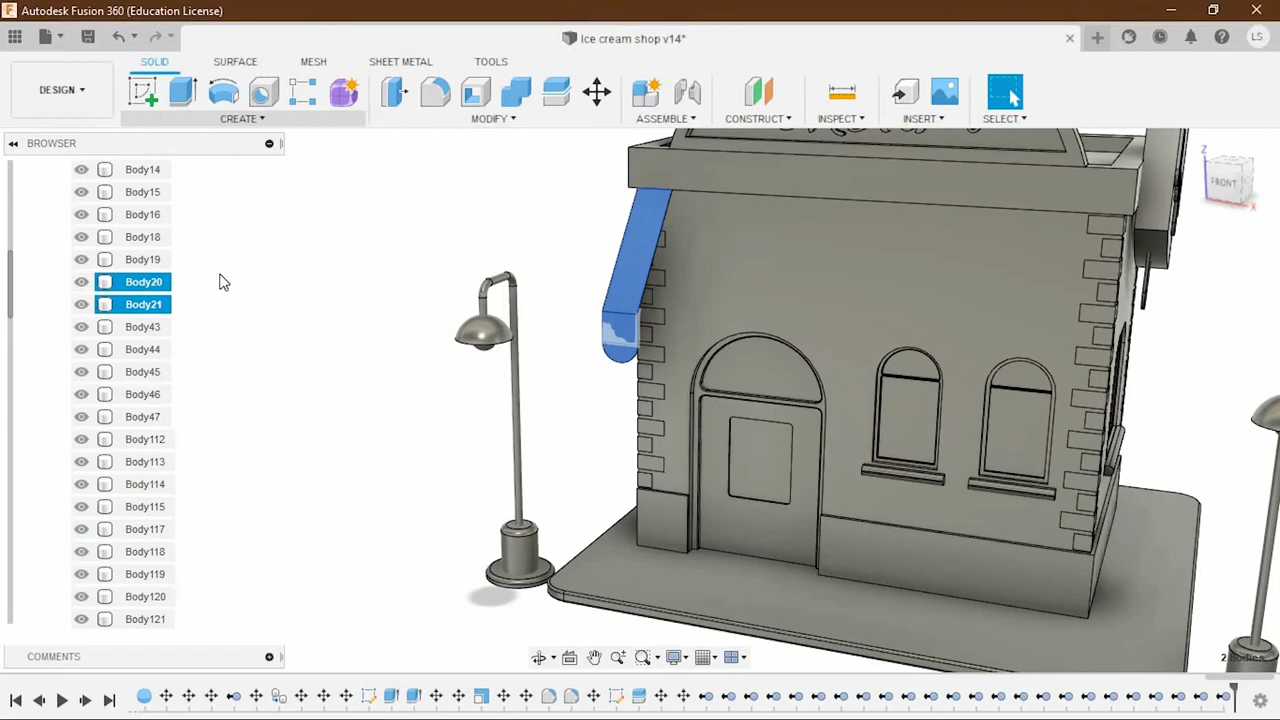 Autodesk Fusion 360 (Education License)
Ice cream shop v14*
LS
DESIGN
SOLID SURFACE MESH SHEET METAL TOOLS
CREATE MODIFY ASSEMBLE CONSTRUCT INSPECT INSERT SELECT
BROWSER
Body14
Body15
Body16
Body18
Body19
Body20
Body21
Body43
Body44
Body45
Body46
Body47
Body112
Body113
Body114
Body115
Body117
Body118
Body119
Body120
Body121
Z
FRONT
X
COMMENTS
2 Bodies